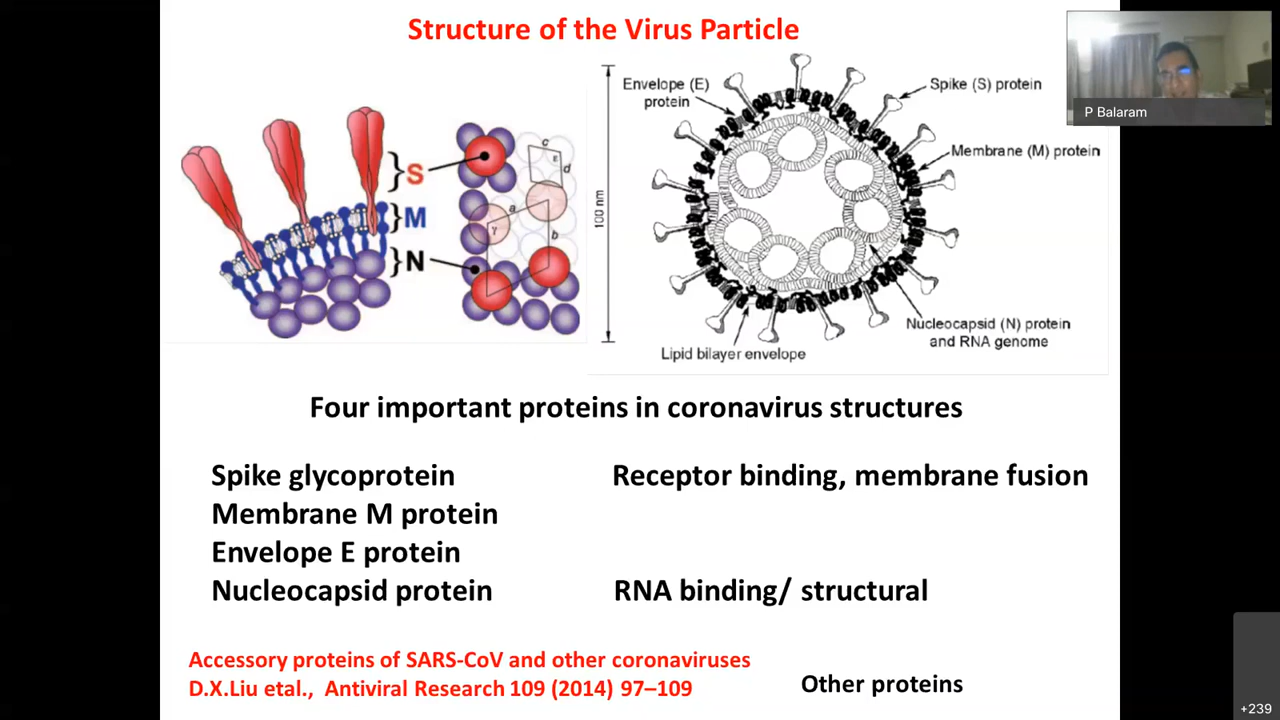 Structure of the Virus Particle
P Balaram
S
M
N
c
ε
d
a
γ
b
100 nm
Envelope (E)
protein
Spike (S) protein
Membrane (M) protein
Nucleocapsid (N) protein
and RNA genome
Lipid bilayer envelope
Four important proteins in coronavirus structures
Spike glycoprotein Receptor binding, membrane fusion
Membrane M protein
Envelope E protein
Nucleocapsid protein RNA binding/ structural
Accessory proteins of SARS-CoV and other coronaviruses
D.X.Liu etal., Antiviral Research 109 (2014) 97–109
Other proteins
+239